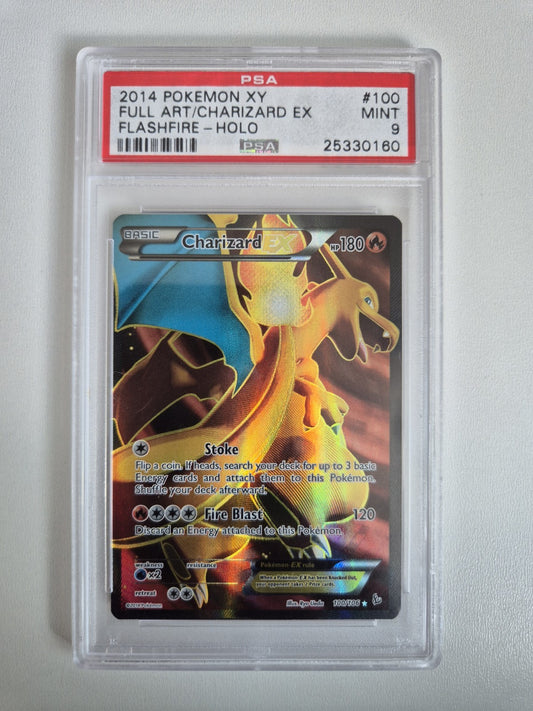 PSA
2014 POKEMON XY #100
FULL ART/CHARIZARD EX MINT
FLASHFIRE - HOLO 9
PSA 25330160
BASIC Charizard EX HP 180
Stoke
Flip a coin. If heads, search your deck for up to 3 basic
Energy cards and attach them to this Pokémon.
Shuffle your deck afterward.
Fire Blast 120
Discard an Energy attached to this Pokémon.
weakness resistance
×2
Pokémon-EX rule
When a Pokémon-EX has been Knocked Out,
your opponent takes 2 Prize cards.
retreat
Illus. Ryo Ueda 100/106